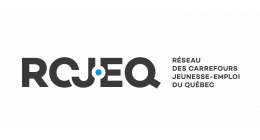 RCJEQ
RÉSEAU
DES CARREFOURS
JEUNESSE-EMPLOI
DU QUÉBEC